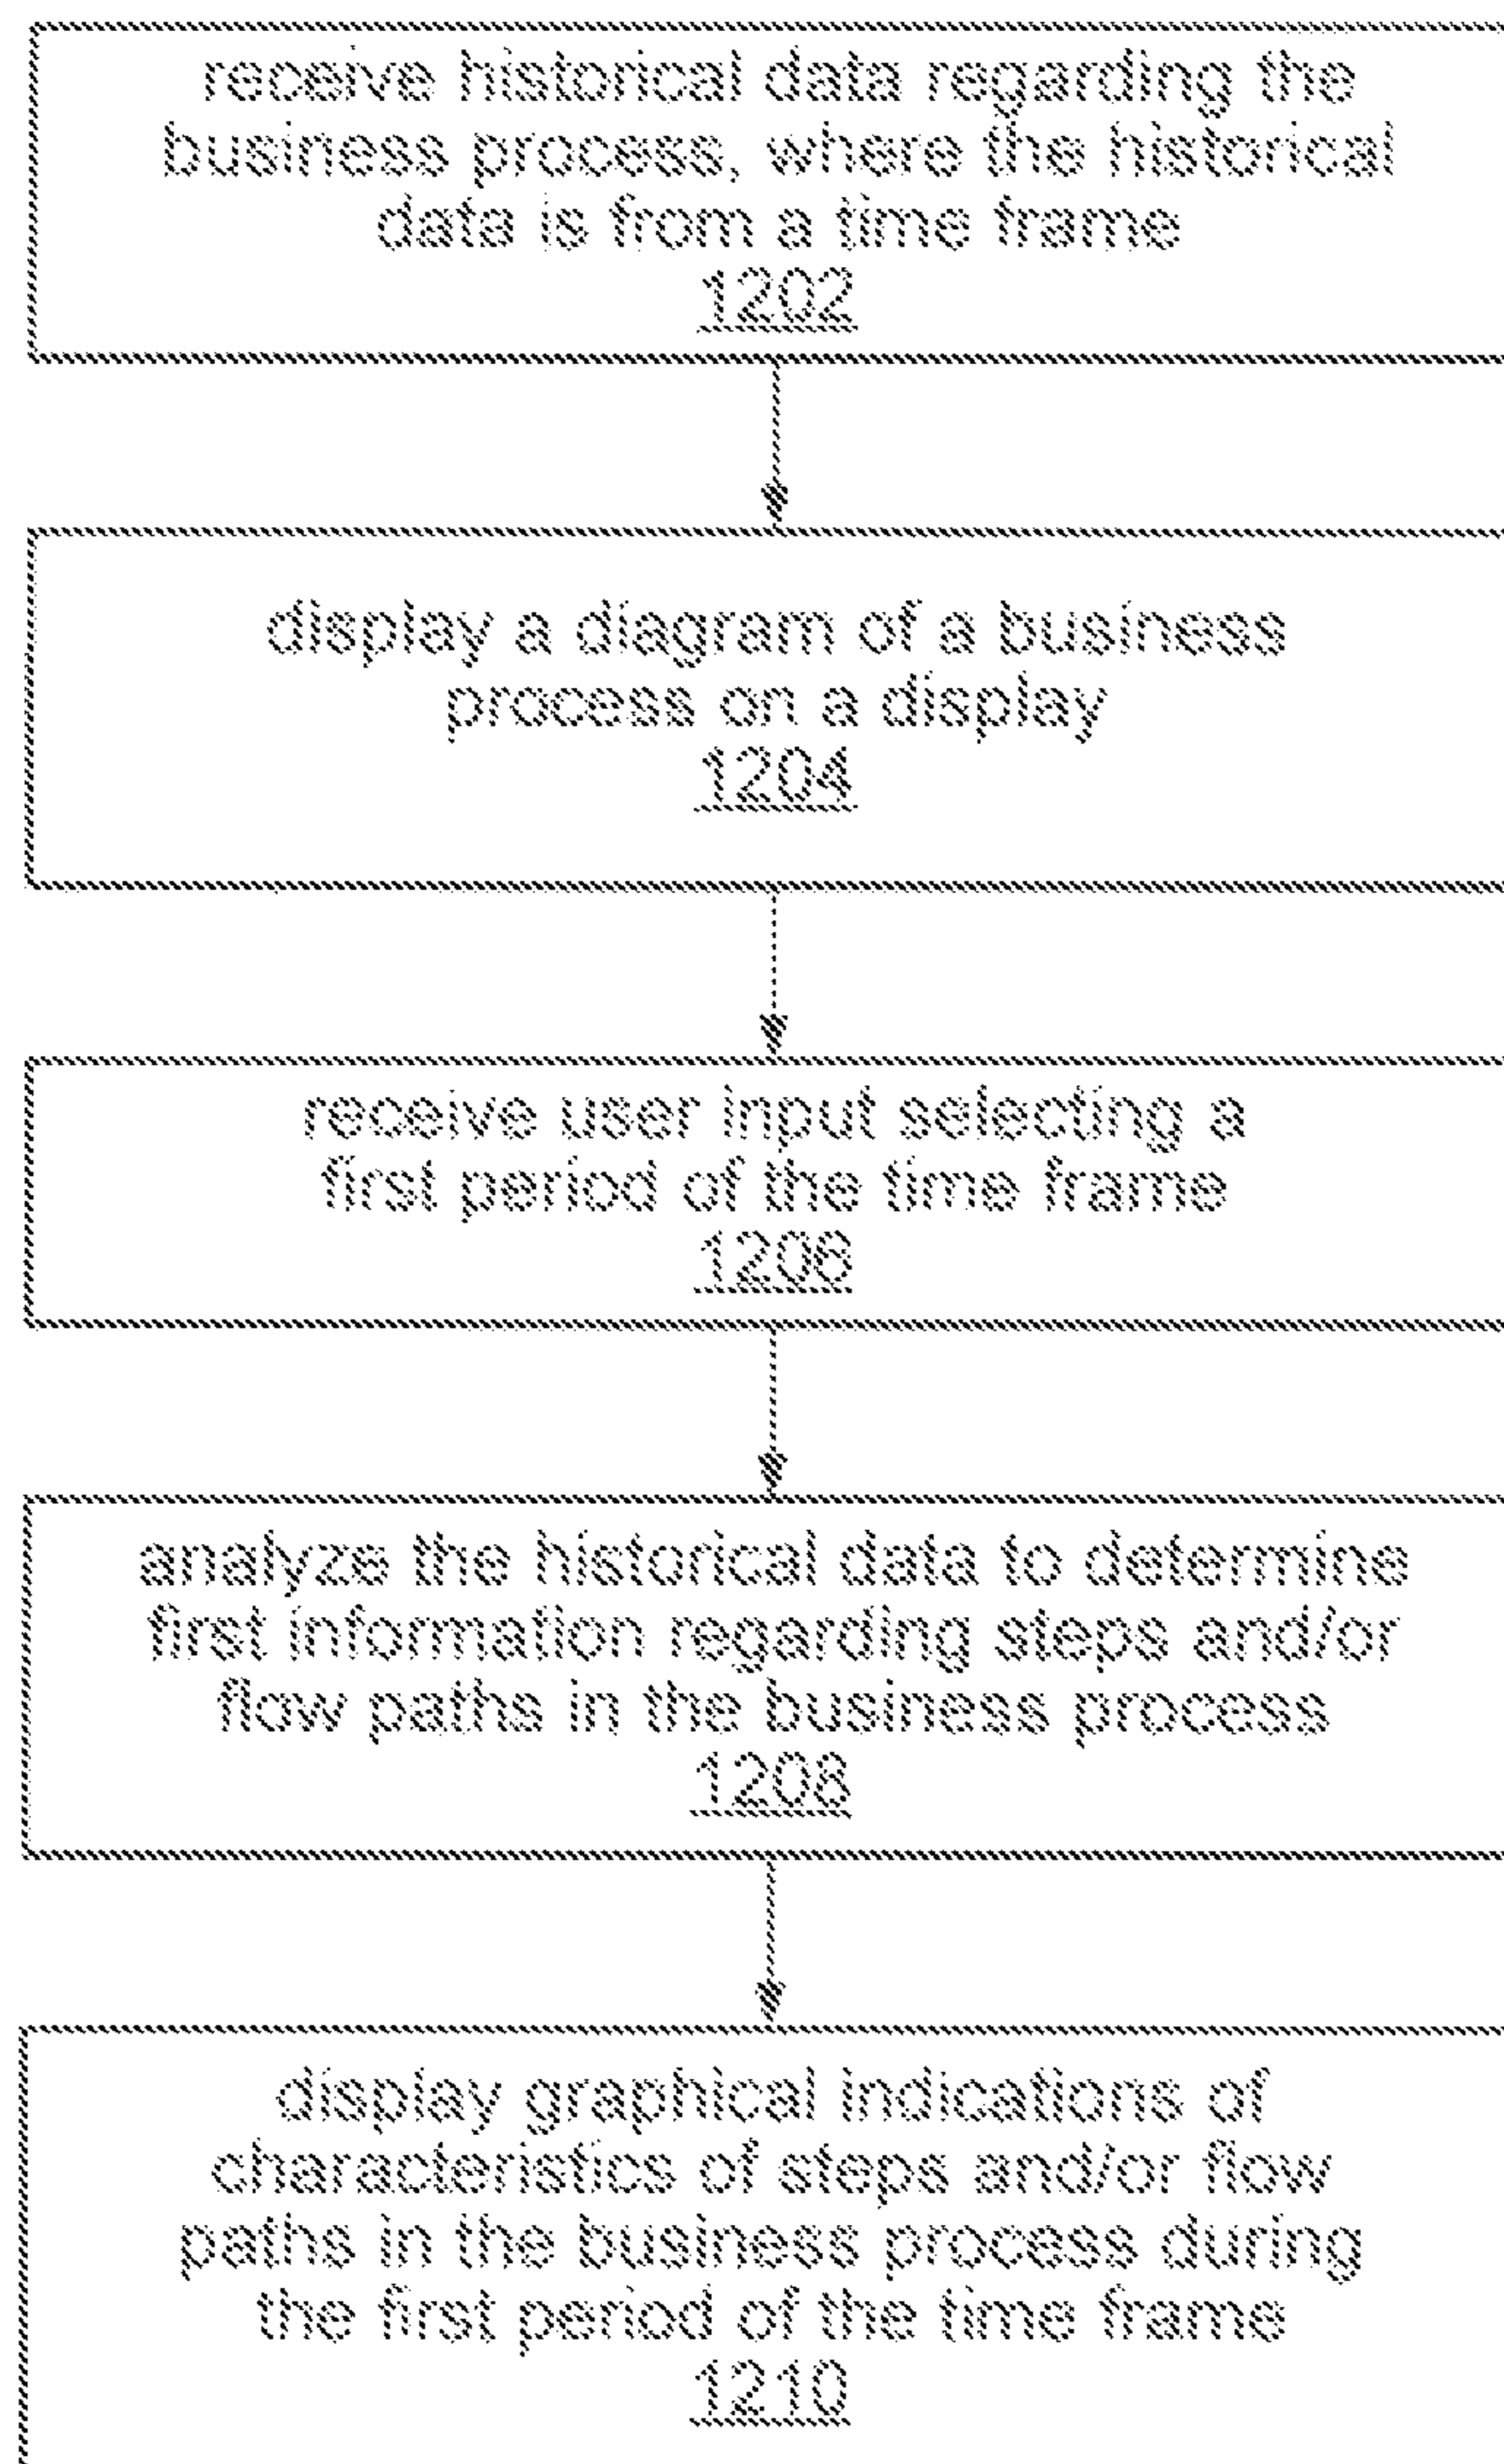 receive historical data regarding the
business process, where the historical
data is from a time frame
1202
display a diagram of a business
process on a display
1204
receive user input selecting a
first period of the time frame
1206
analyze the historical data to determine
first information regarding steps and/or
flow paths in the business process
1208
display graphical indications of
characteristics of steps and/or flow
paths in the business process during
the first period of the time frame
1210